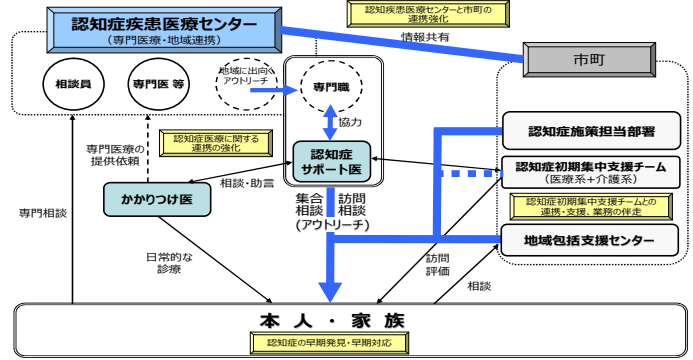 認知症疾患医療センターと市町の
連携強化
認知症疾患医療センター
（専門医療・地域連携）
情報共有
市町
相談員
専門医 等
地域に出向く
アウトリーチ
専門職
協力
認知症施策担当部署
認知症医療に関する
連携の強化
専門医療の
提供依頼
認知症
サポート医
認知症初期集中支援チーム
（医療系＋介護系）
相談・助言
かかりつけ医
集合
相談
訪問
相談
(アウトリーチ)
認知症初期集中支援チームとの
連携・支援、業務の伴走
専門相談
地域包括支援センター
日常的な
診療
訪問
評価
相談
本人・家族
認知症の早期発見・早期対応